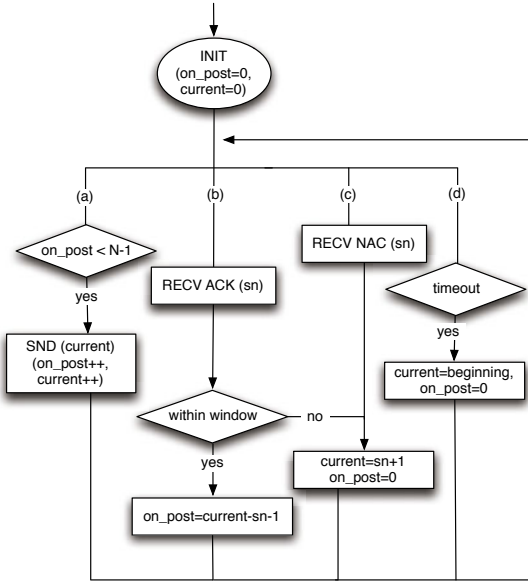 INIT
(on_post=0,
current=0)
(a)
(b)
(c)
(d)
on_post < N-1
yes
SND (current)
(on_post++,
current++)
RECV ACK (sn)
within window
no
yes
on_post=current-sn-1
RECV NAC (sn)
current=sn+1
on_post=0
timeout
yes
current=beginning,
on_post=0